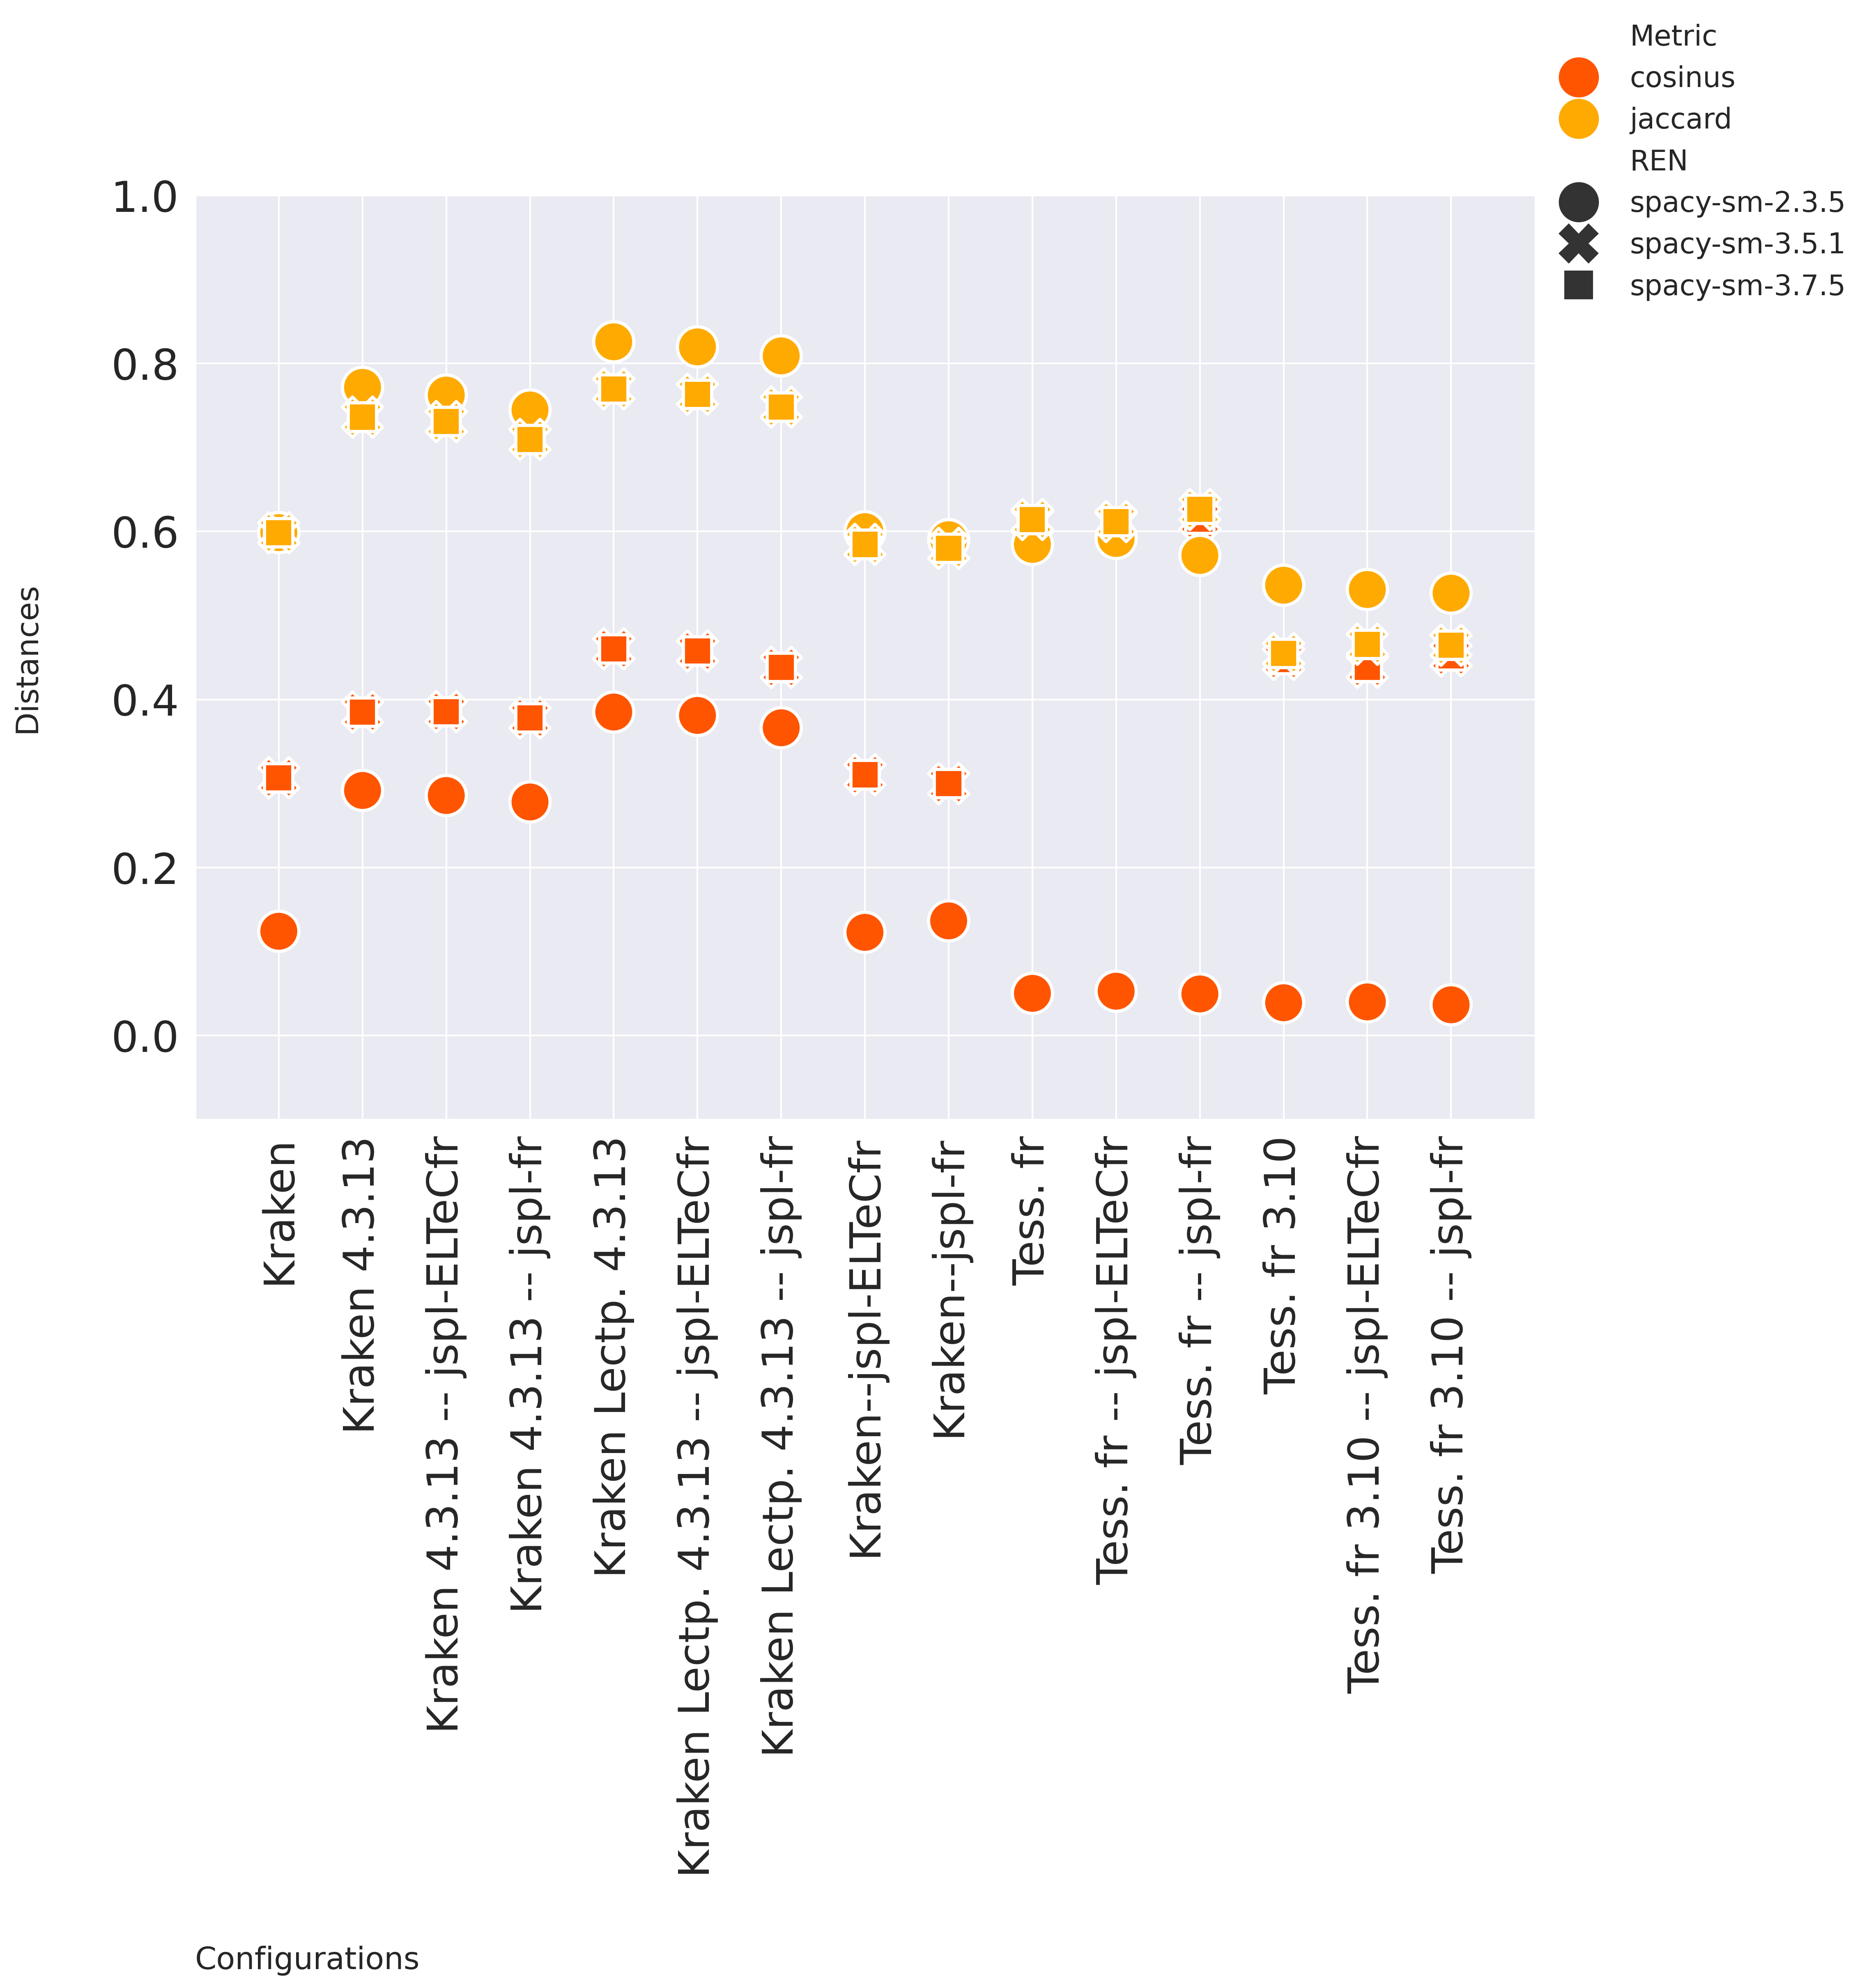 Metric
cosinus
jaccard
REN
spacy-sm-2.3.5
spacy-sm-3.5.1
spacy-sm-3.7.5
1.0
0.8
0.6
0.4
0.2
0.0
Distances
Kraken
Kraken 4.3.13
Kraken 4.3.13 -- jspl-ELTeCfr
Kraken 4.3.13 -- jspl-fr
Kraken Lectp. 4.3.13
Kraken Lectp. 4.3.13 -- jspl-ELTeCfr
Kraken Lectp. 4.3.13 -- jspl-fr
Kraken--jspl-ELTeCfr
Kraken--jspl-fr
Tess. fr
Tess. fr -- jspl-ELTeCfr
Tess. fr -- jspl-fr
Tess. fr 3.10
Tess. fr 3.10 -- jspl-ELTeCfr
Tess. fr 3.10 -- jspl-fr
Configurations